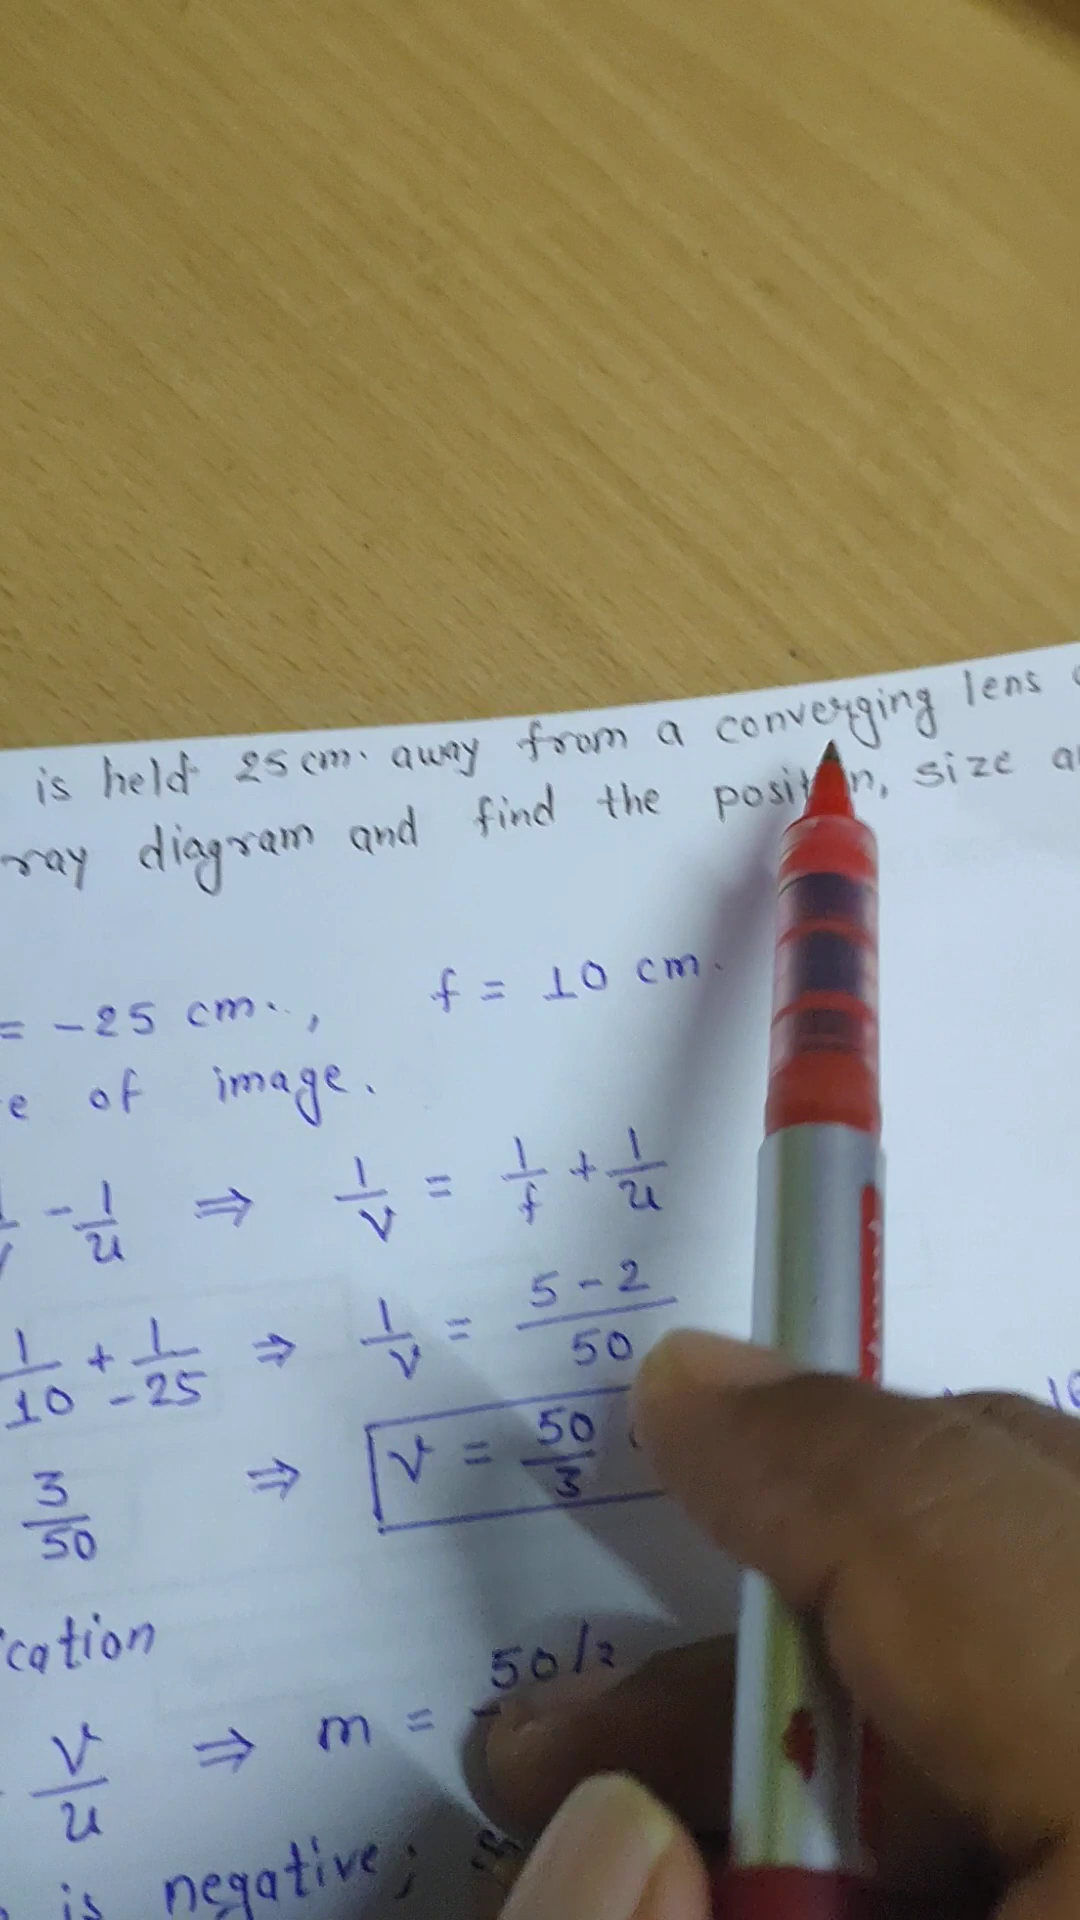 is held 25 cm. away from a converging lens
ray diagram and find the position, size
= -25 cm., f = 10 cm.
of image.
- 1/u ⇒ 1/v = 1/f + 1/u
1/10 + 1/-25 ⇒ 1/v = 5-2/50
3/50 ⇒ v = 50/3
cation
v/u ⇒ m = 50/
is negative;